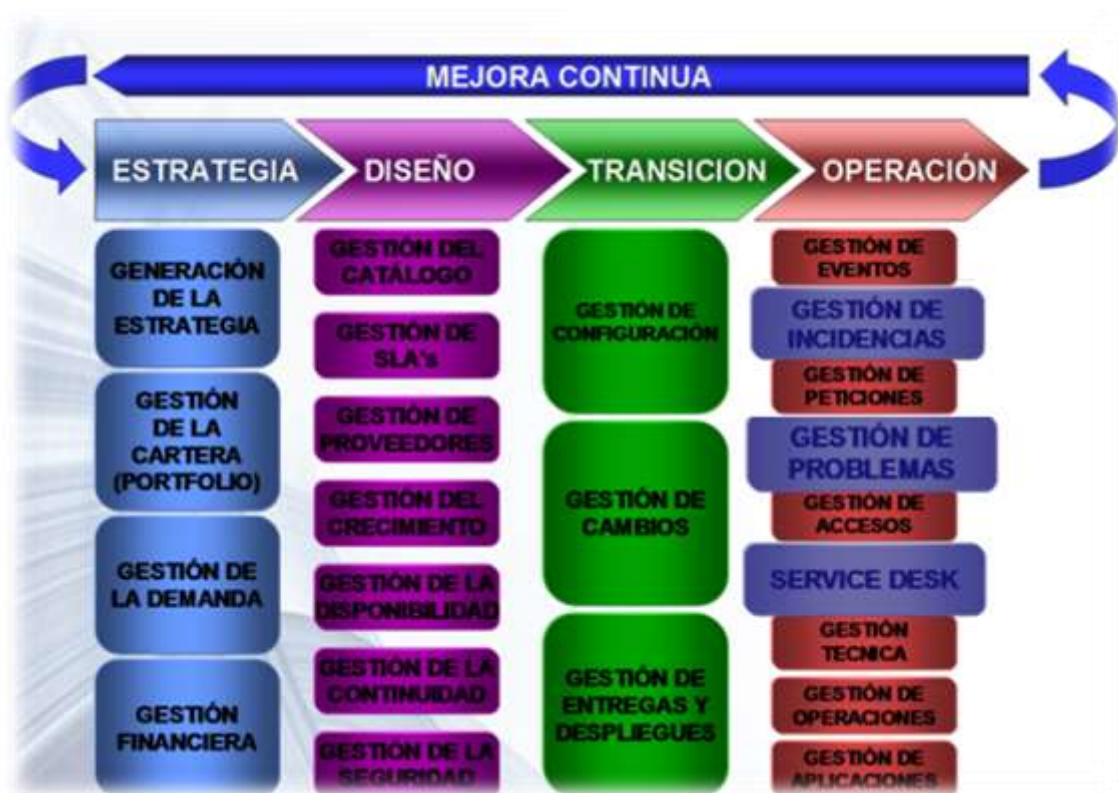 MEJORA CONTINUA
ESTRATEGIA
DISEÑO
TRANSICION
OPERACIÓN
GENERACIÓN
DE LA
ESTRATEGIA
GESTIÓN
DE LA
CARTERA
(PORTFOLIO)
GESTIÓN DE
LA DEMANDA
GESTIÓN
FINANCIERA
GESTIÓN DEL
CATÁLOGO
GESTIÓN DE
SLA's
GESTIÓN DE
PROVEEDORES
GESTIÓN DEL
CRECIMIENTO
GESTIÓN DE LA
DISPONIBILIDAD
GESTIÓN DE LA
CONTINUIDAD
GESTIÓN DE LA
SEGURIDAD
GESTIÓN DE
CONFIGURACIÓN
GESTIÓN DE
CAMBIOS
GESTIÓN DE
ENTREGAS Y
DESPLIEGUES
GESTIÓN DE
EVENTOS
GESTIÓN DE
INCIDENCIAS
GESTIÓN DE
PETICIONES
GESTIÓN DE
PROBLEMAS
GESTIÓN DE
ACCESOS
SERVICE DESK
GESTIÓN
TECNICA
GESTIÓN DE
OPERACIONES
GESTIÓN DE
APLICACIONES